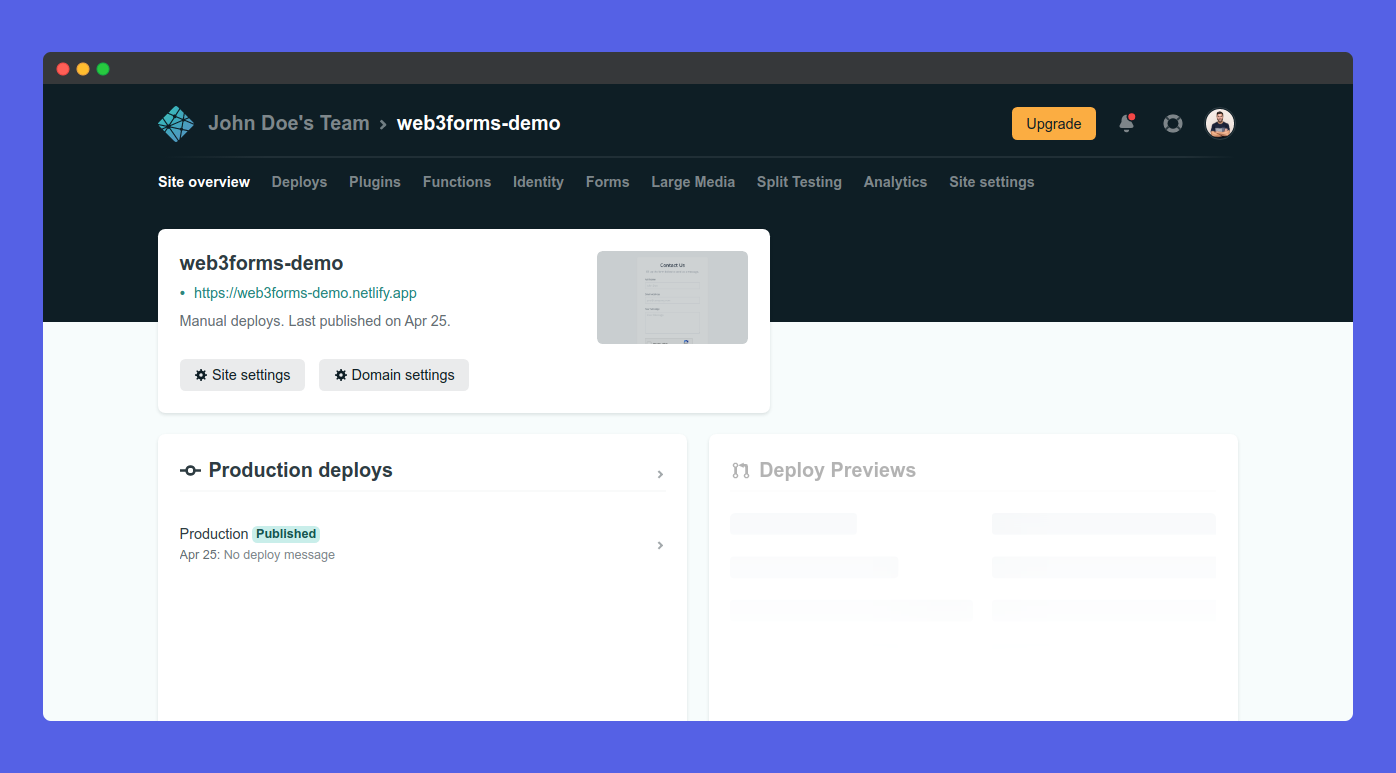 John Doe's Team › web3forms-demo
Upgrade
Site overview Deploys Plugins Functions Identity Forms Large Media Split Testing Analytics Site settings
web3forms-demo
• https://web3forms-demo.netlify.app
Manual deploys. Last published on Apr 25.
Contact Us
Site settings Domain settings
Production deploys
Deploy Previews
Production Published
Apr 25: No deploy message